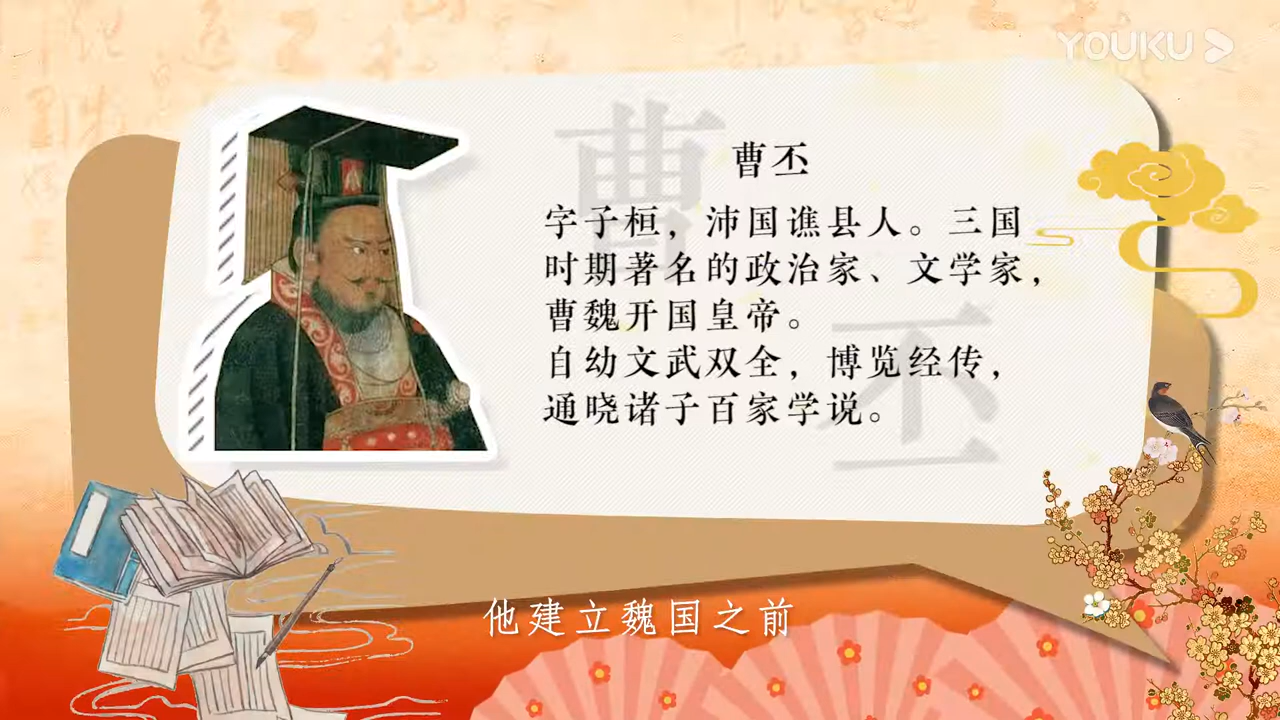 YOUKU
曹丕
字子桓，沛国谯县人。三国
时期著名的政治家、文学家，
曹魏开国皇帝。
自幼文武双全，博览经传，
通晓诸子百家学说。
曹
丕
他建立魏国之前